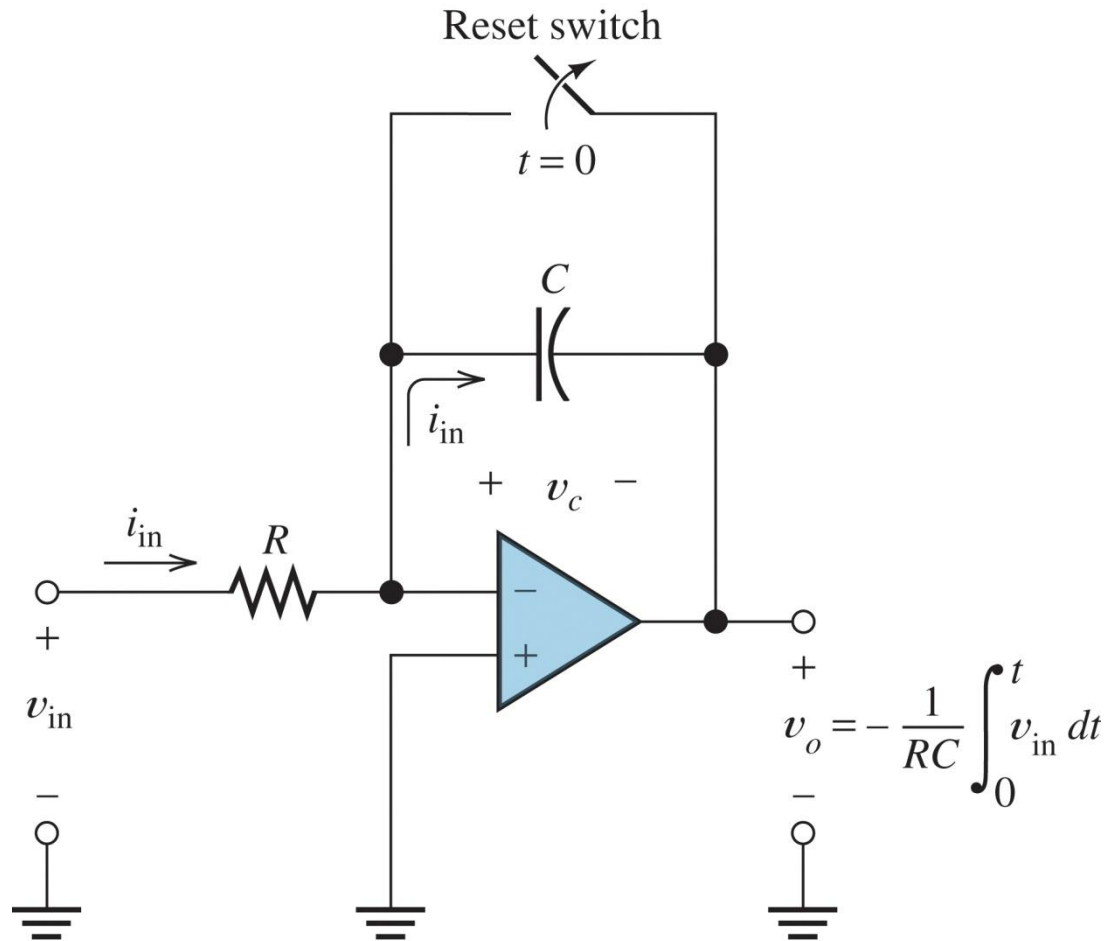 Reset switch
t = 0
C
i_in
+ v_c −
i_in
R
−
+
+
v_in
−
+
v_o = − 1/RC ∫_0^t v_in dt
−